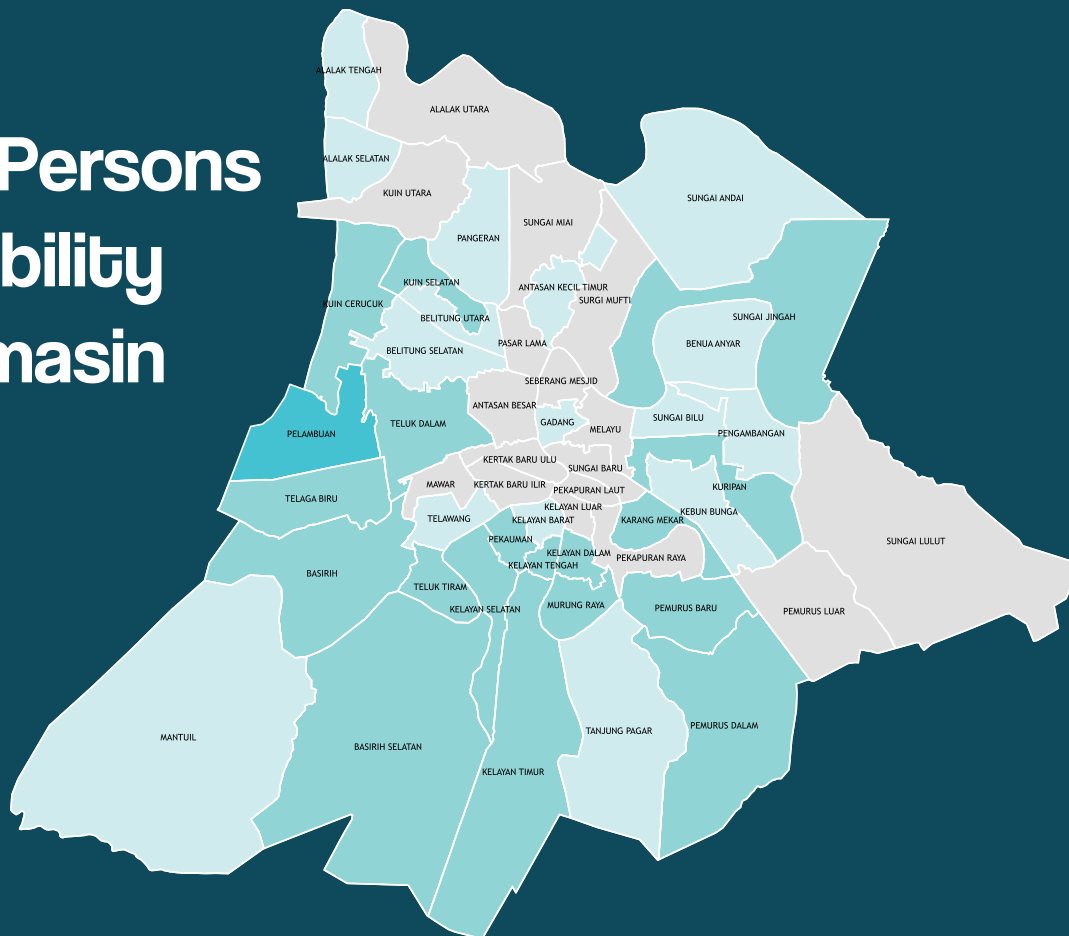 Persons
bility
masin
ALALAK TENGAH
ALALAK UTARA
ALALAK SELATAN
KUIN UTARA
SUNGAI ANDAI
SUNGAI MIAI
PANGERAN
KUIN SELATAN
ANTASAN KECIL TIMUR
SURGI MUFTI
KUIN CERUCUK
BELITUNG UTARA
SUNGAI JINGAH
PASAR LAMA
BENUA ANYAR
BELITUNG SELATAN
SEBERANG MESJID
ANTASAN BESAR
SUNGAI BILU
TELUK DALAM
GADANG
MELAYU
PENGAMBANGAN
PELAMBUAN
KERTAK BARU ULU
SUNGAI BARU
MAWAR
KERTAK BARU ILIR
PEKAPURAN LAUT
KURIPAN
TELAGA BIRU
KELAYAN LUAR
KEBUN BUNGA
TELAWANG
KELAYAN BARAT
KARANG MEKAR
PEKAUMAN
SUNGAI LULUT
KELAYAN DALAM
PEKAPURAN RAYA
KELAYAN TENGAH
BASIRIH
TELUK TIRAM
KELAYAN SELATAN
MURUNG RAYA
PEMURUS BARU
PEMURUS LUAR
PEMURUS DALAM
TANJUNG PAGAR
MANTUIL
BASIRIH SELATAN
KELAYAN TIMUR